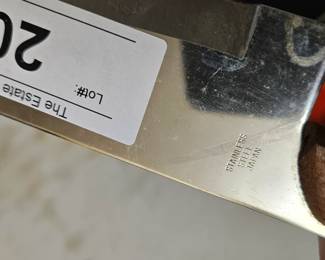 The Estate
Lot#:
20
STAINLESS
STEEL
JAPAN